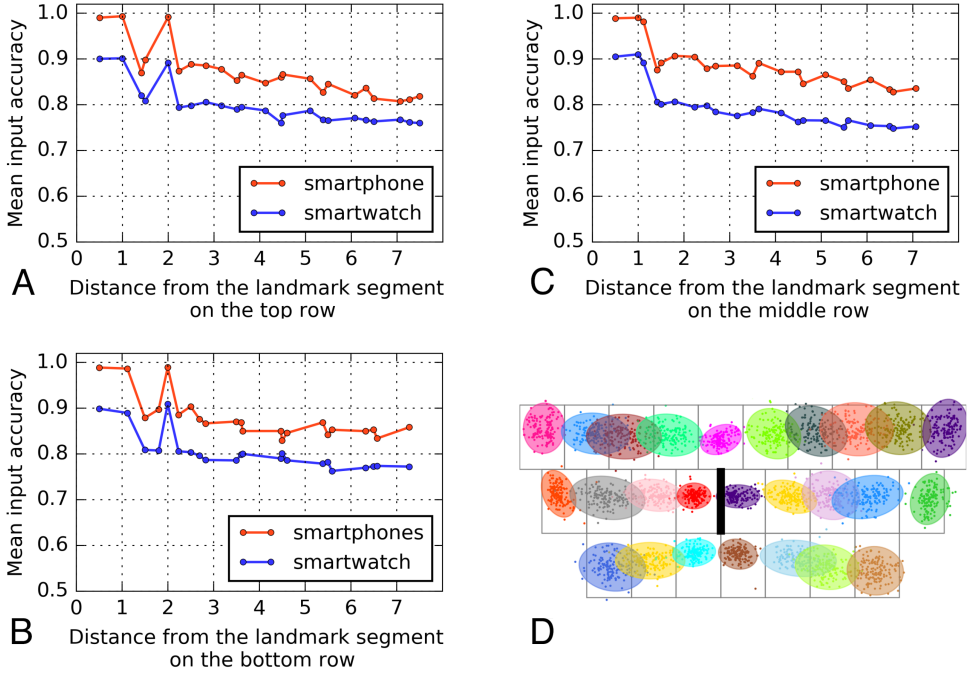 1.0
0.9
0.8
0.7
0.6
0.5
Mean input accuracy
smartphone
smartwatch
0 1 2 3 4 5 6 7
A
Distance from the landmark segment
on the top row
1.0
0.9
0.8
0.7
0.6
0.5
Mean input accuracy
smartphone
smartwatch
0 1 2 3 4 5 6 7
C
Distance from the landmark segment
on the middle row
1.0
0.9
0.8
0.7
0.6
0.5
Mean input accuracy
smartphones
smartwatch
0 1 2 3 4 5 6 7
B
Distance from the landmark segment
on the bottom row
D